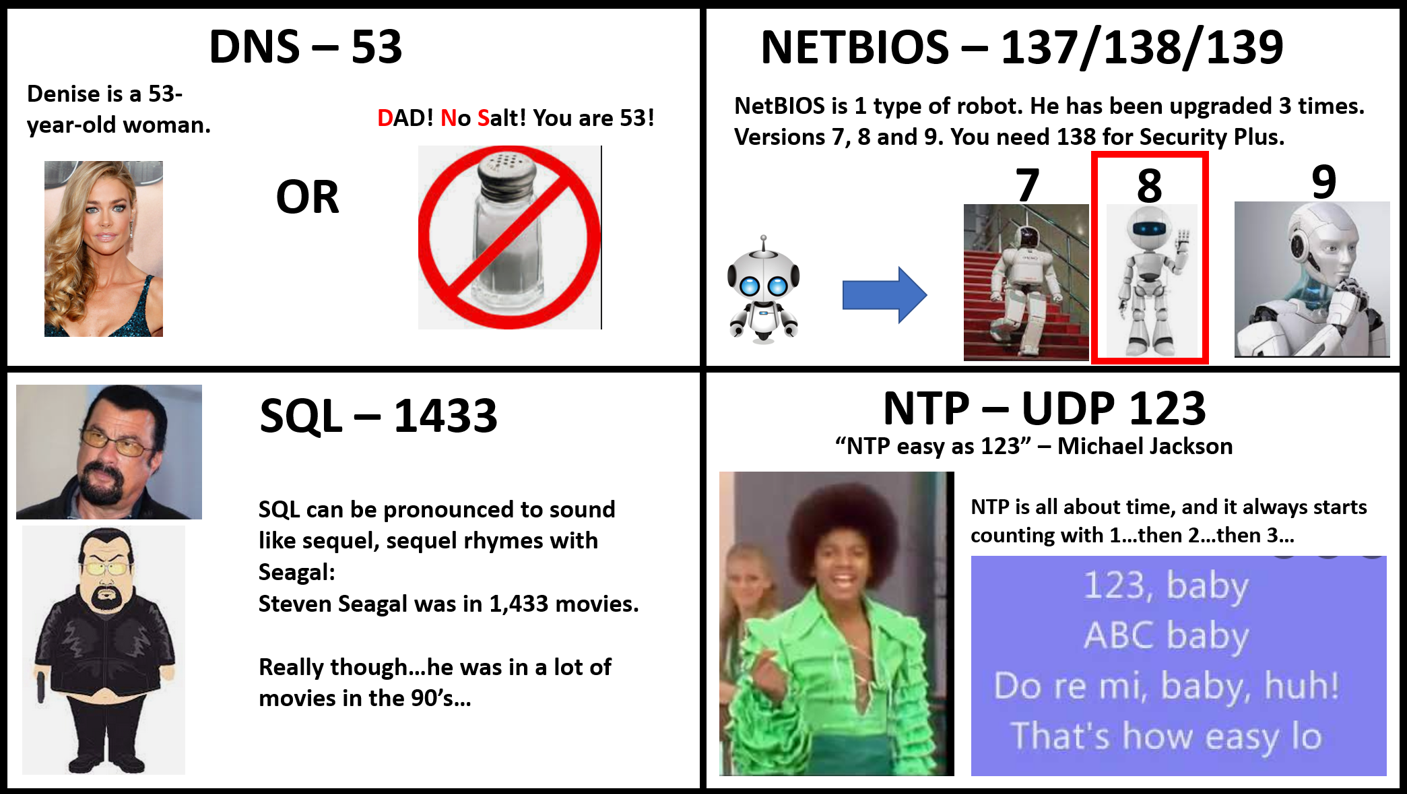 DNS – 53
Denise is a 53-
year-old woman.
OR
DAD! No Salt! You are 53!
NETBIOS – 137/138/139
NetBIOS is 1 type of robot. He has been upgraded 3 times.
Versions 7, 8 and 9. You need 138 for Security Plus.
7
8
9
SQL – 1433
SQL can be pronounced to sound
like sequel, sequel rhymes with
Seagal:
Steven Seagal was in 1,433 movies.
Really though…he was in a lot of
movies in the 90’s…
NTP – UDP 123
“NTP easy as 123” – Michael Jackson
NTP is all about time, and it always starts
counting with 1…then 2…then 3…
123, baby
ABC baby
Do re mi, baby, huh!
That's how easy lo